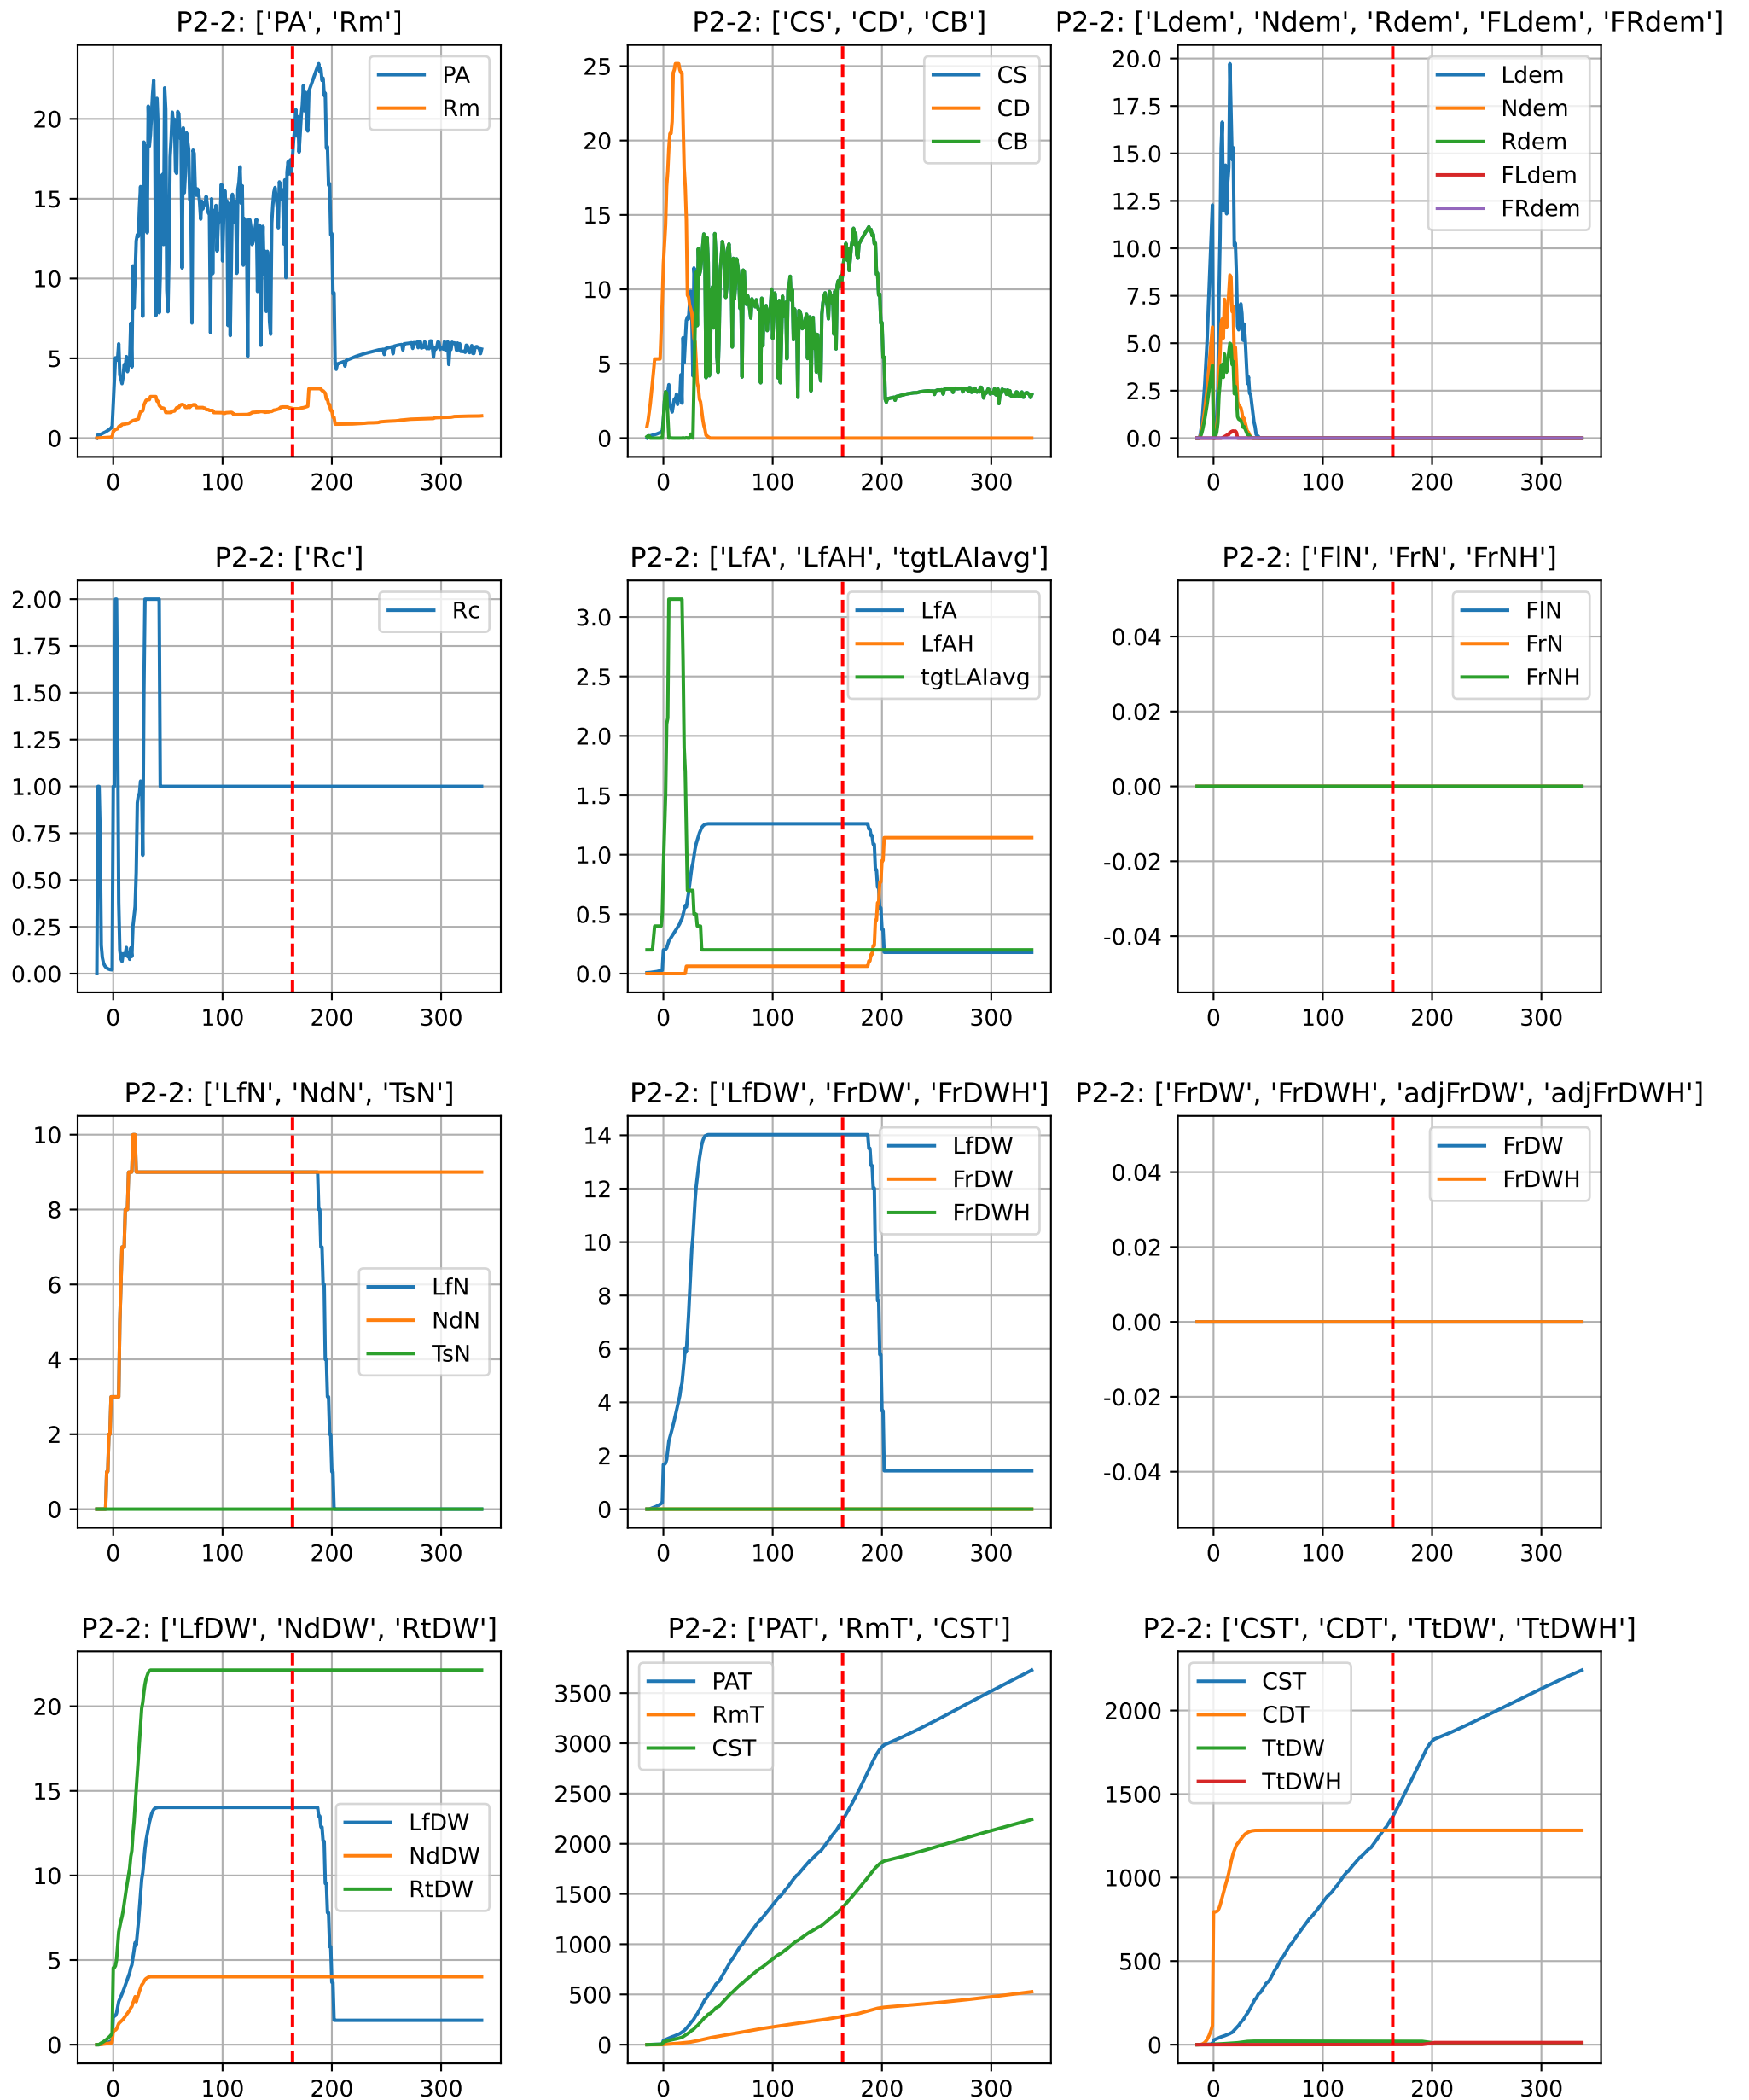 P2-2: ['PA', 'Rm']
PA
Rm
20
15
10
5
0
0 100 200 300
P2-2: ['CS', 'CD', 'CB']
CS
CD
CB
25
20
15
10
5
0
0 100 200 300
P2-2: ['Ldem', 'Ndem', 'Rdem', 'FLdem', 'FRdem']
Ldem
Ndem
Rdem
FLdem
FRdem
20.0
17.5
15.0
12.5
10.0
7.5
5.0
2.5
0.0
0 100 200 300
P2-2: ['Rc']
Rc
2.00
1.75
1.50
1.25
1.00
0.75
0.50
0.25
0.00
0 100 200 300
P2-2: ['LfA', 'LfAH', 'tgtLAIavg']
LfA
LfAH
tgtLAIavg
3.0
2.5
2.0
1.5
1.0
0.5
0.0
0 100 200 300
P2-2: ['FlN', 'FrN', 'FrNH']
FlN
FrN
FrNH
0.04
0.02
0.00
-0.02
-0.04
0 100 200 300
P2-2: ['LfN', 'NdN', 'TsN']
LfN
NdN
TsN
10
8
6
4
2
0
0 100 200 300
P2-2: ['LfDW', 'FrDW', 'FrDWH']
LfDW
FrDW
FrDWH
14
12
10
8
6
4
2
0
0 100 200 300
P2-2: ['FrDW', 'FrDWH', 'adjFrDW', 'adjFrDWH']
FrDW
FrDWH
0.04
0.02
0.00
-0.02
-0.04
0 100 200 300
P2-2: ['LfDW', 'NdDW', 'RtDW']
LfDW
NdDW
RtDW
20
15
10
5
0
0 100 200 300
P2-2: ['PAT', 'RmT', 'CST']
PAT
RmT
CST
3500
3000
2500
2000
1500
1000
500
0
0 100 200 300
P2-2: ['CST', 'CDT', 'TtDW', 'TtDWH']
CST
CDT
TtDW
TtDWH
2000
1500
1000
500
0
0 100 200 300